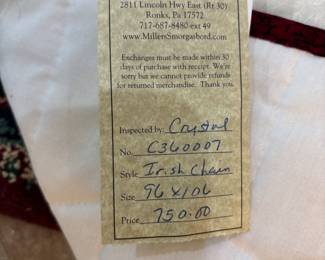 2811 Lincoln Hwy East (Rt 30)
Ronks, Pa 17572
717-687-8480 ext 49
www.MillersSmorgasbord.com
Exchanges must be made within 30
days of purchase with receipt. We're
sorry but we cannot provide refunds
for returned merchandise. Thank you.
Inspected by: Crystal
No. C360007
Style Irish Chain
Size 96 x 106
Price 750.00